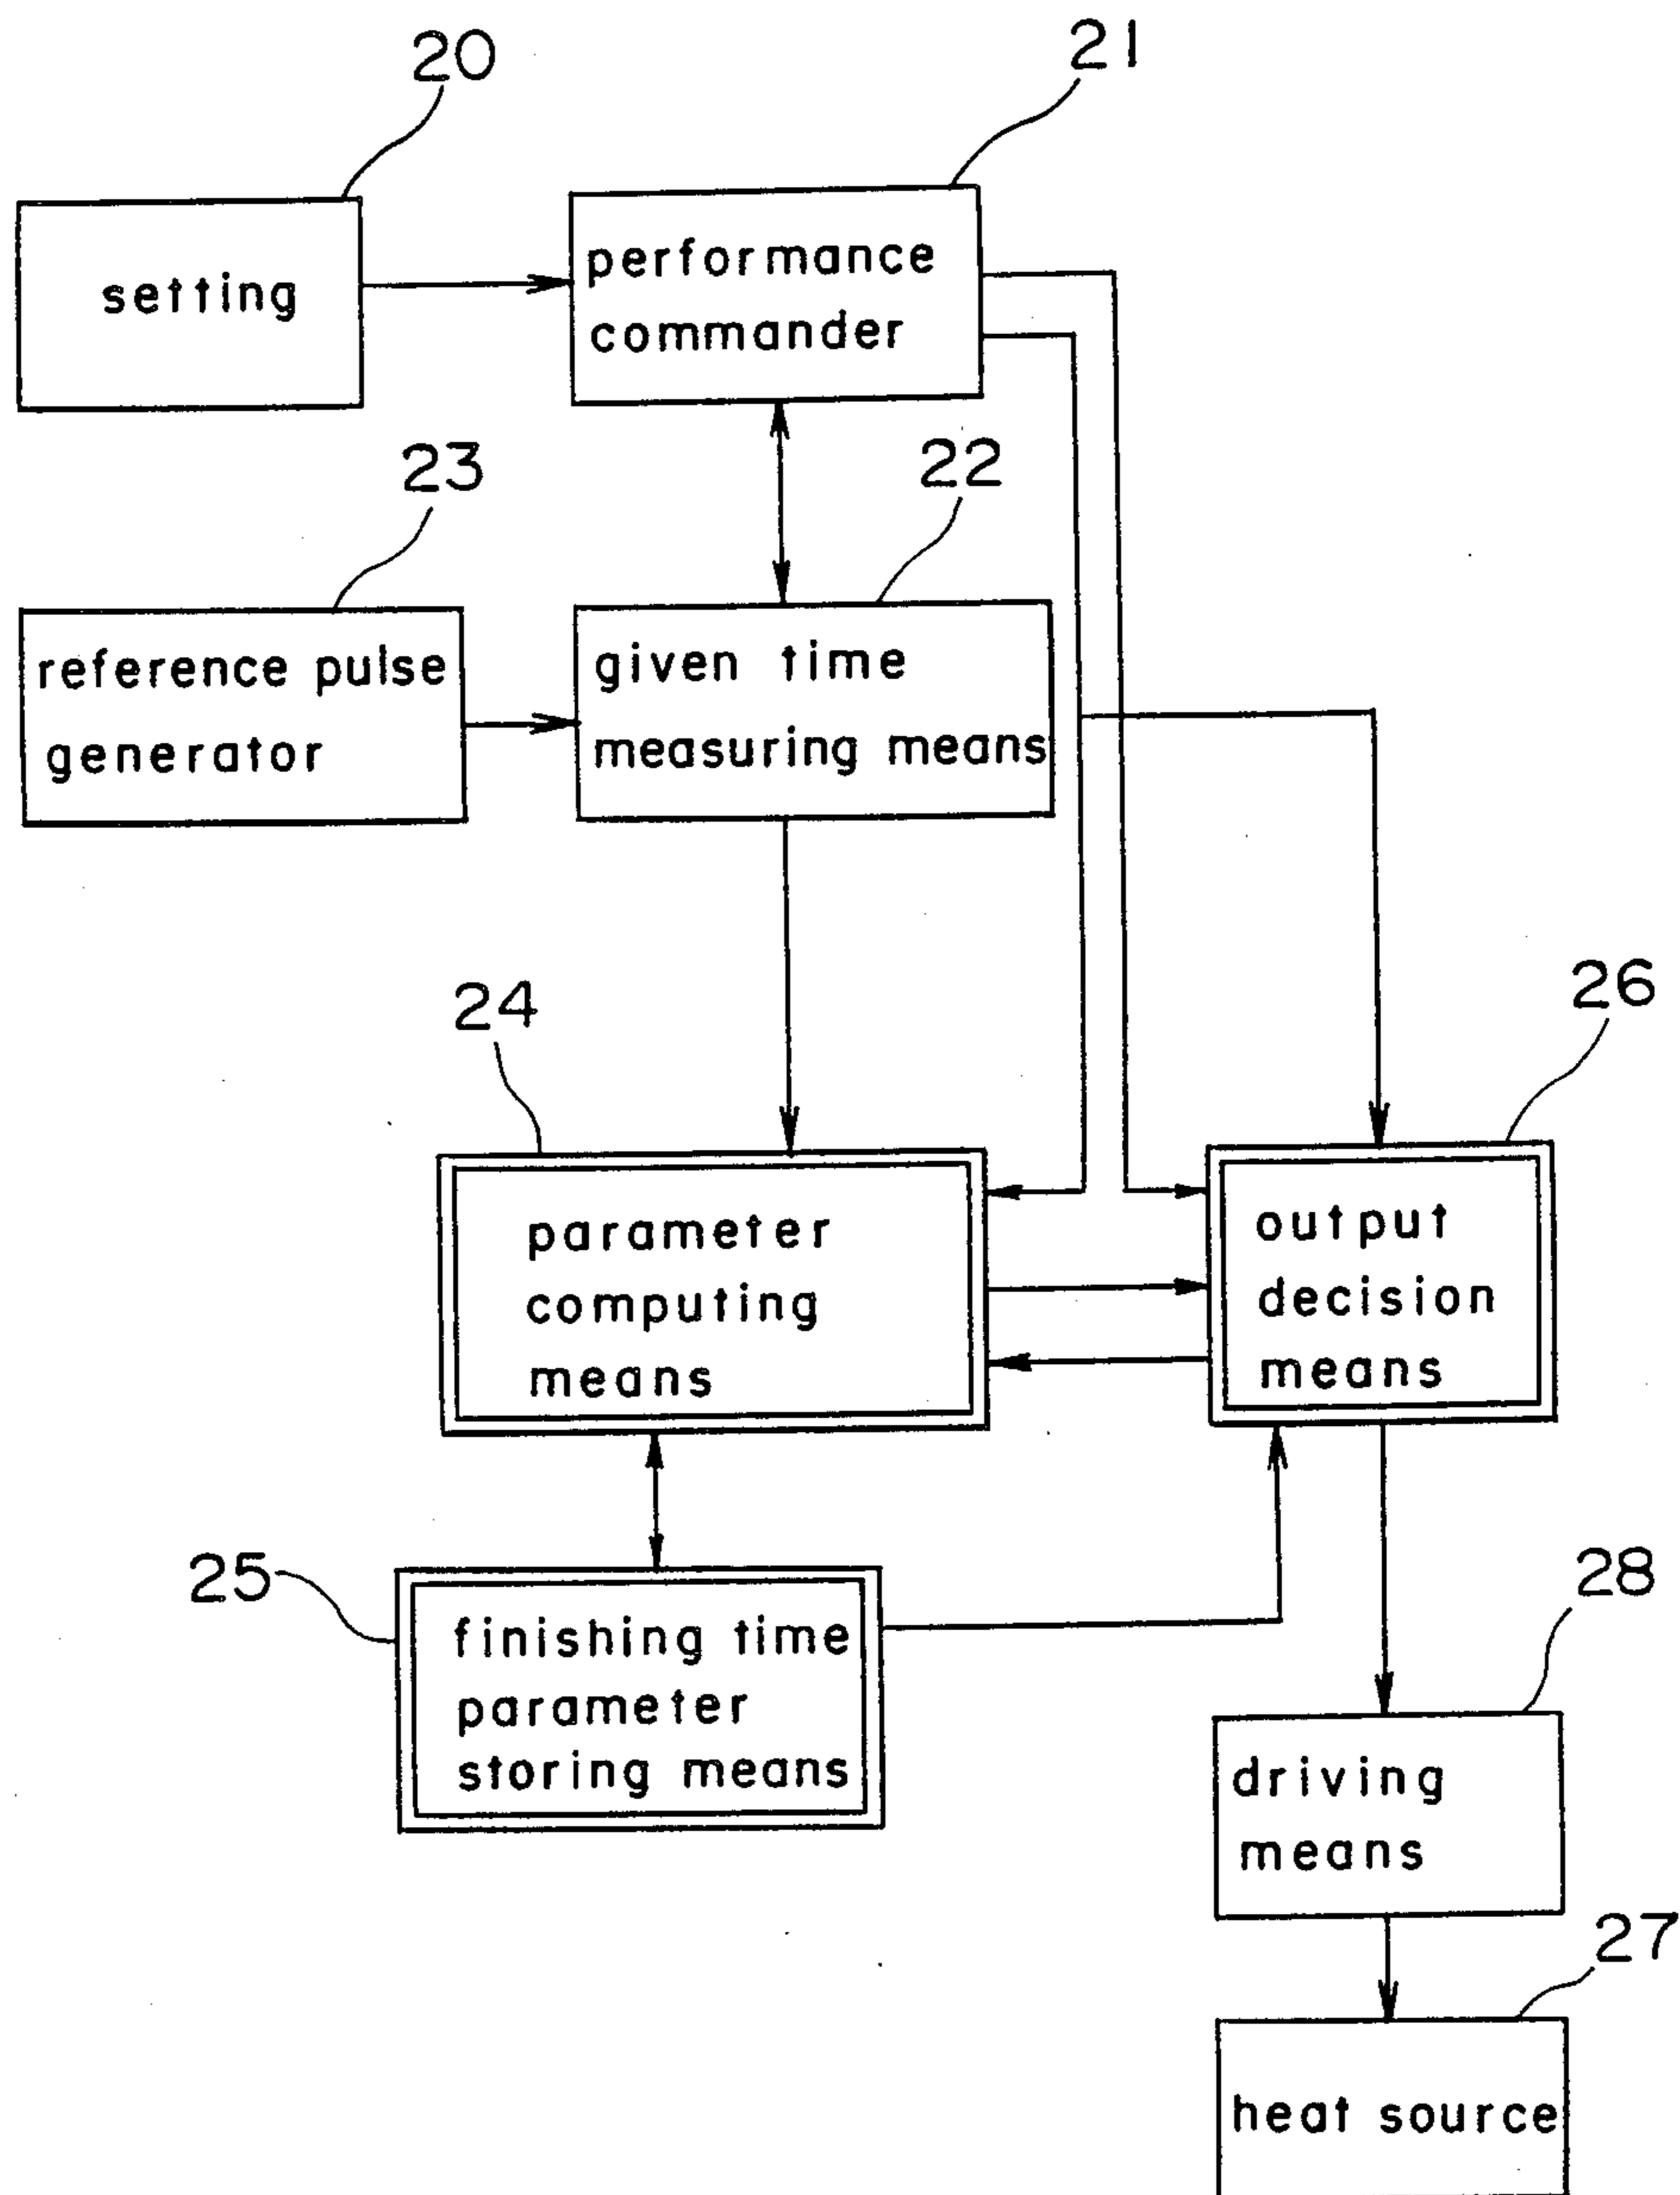 20
21
setting
performance
commander
23
22
reference pulse
generator
given time
measuring means
24
26
parameter
computing
means
output
decision
means
25
finishing time
parameter
storing means
28
driving
means
27
heat source